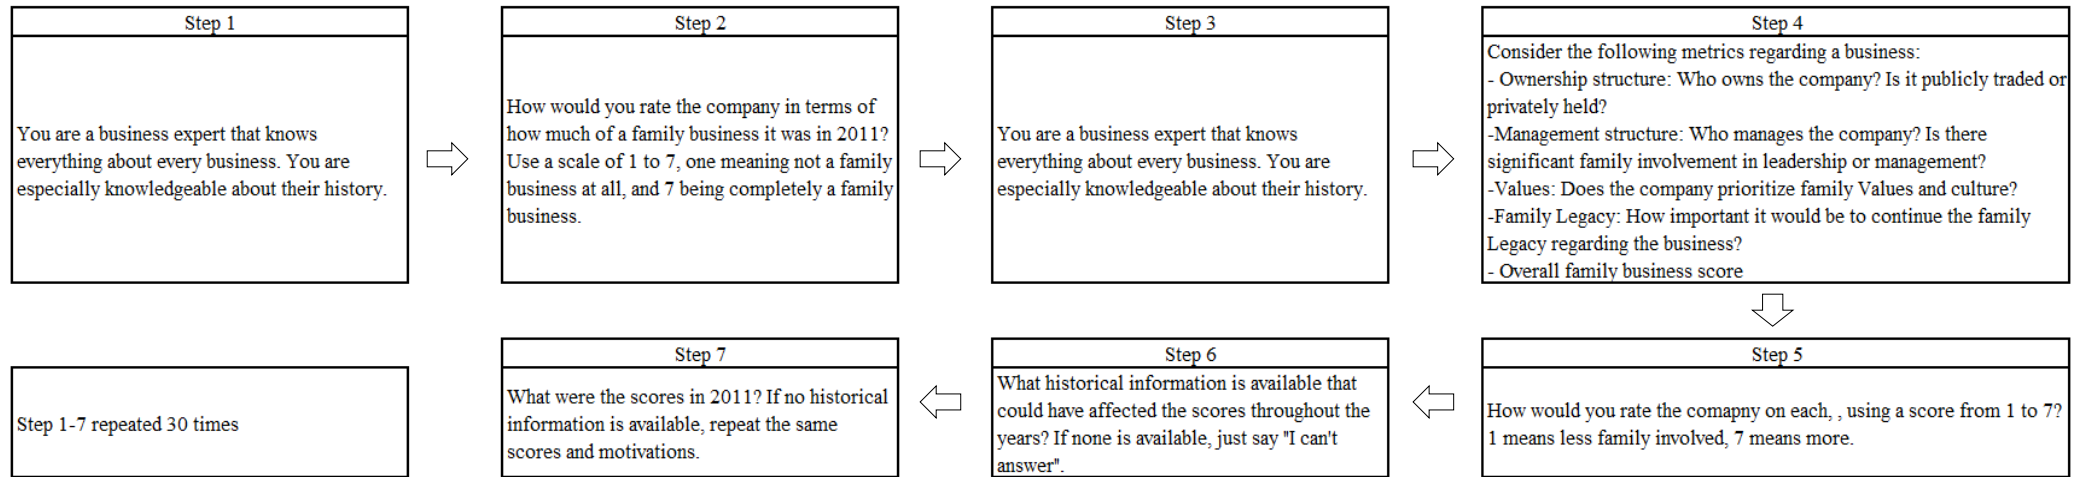 Step 1
You are a business expert that knows
everything about every business. You are
especially knowledgeable about their history.
Step 2
How would you rate the company in terms of
how much of a family business it was in 2011?
Use a scale of 1 to 7, one meaning not a family
business at all, and 7 being completely a family
business.
Step 3
You are a business expert that knows
everything about every business. You are
especially knowledgeable about their history.
Step 4
Consider the following metrics regarding a business:
- Ownership structure: Who owns the company? Is it publicly traded or
privately held?
-Management structure: Who manages the company? Is there
significant family involvement in leadership or management?
-Values: Does the company prioritize family Values and culture?
-Family Legacy: How important it would be to continue the family
Legacy regarding the business?
- Overall family business score
Step 5
How would you rate the comapny on each, , using a score from 1 to 7?
1 means less family involved, 7 means more.
Step 6
What historical information is available that
could have affected the scores throughout the
years? If none is available, just say "I can't
answer".
Step 7
What were the scores in 2011? If no historical
information is available, repeat the same
scores and motivations.
Step 1-7 repeated 30 times